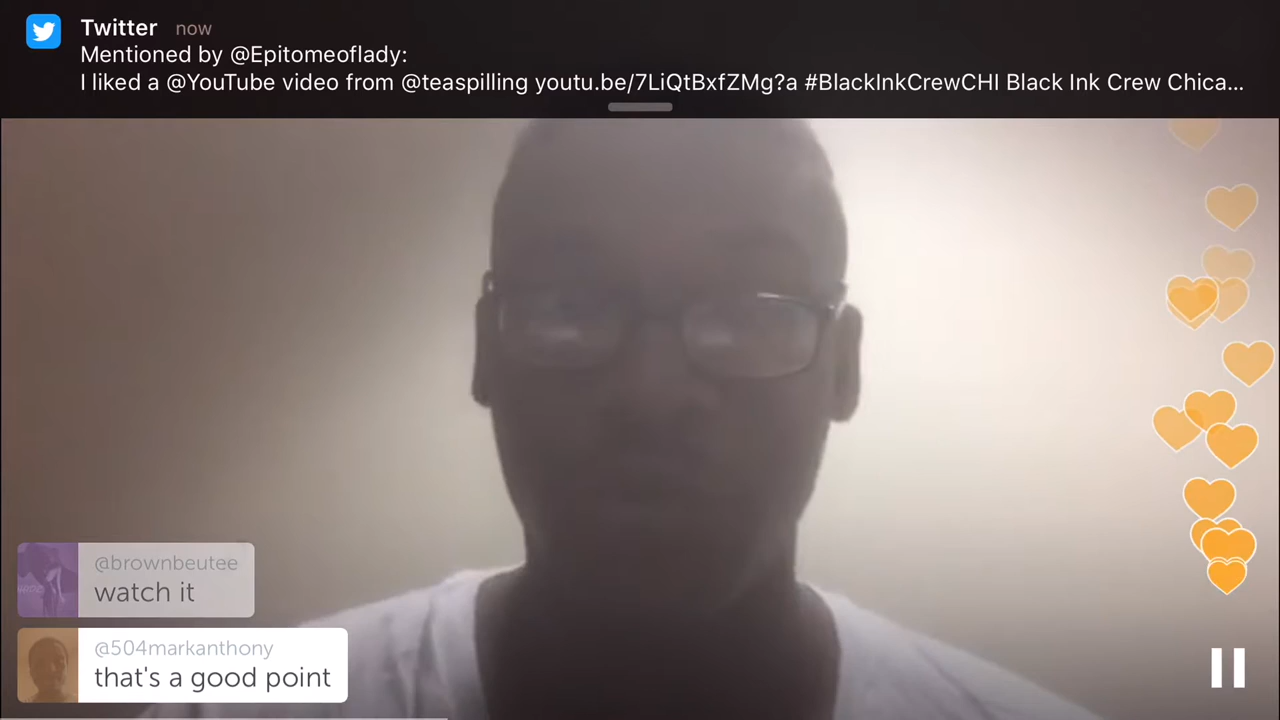 Twitter now
Mentioned by @Epitomeoflady:
I liked a @YouTube video from @teaspilling youtu.be/7LiQtBxfZMg?a #BlackInkCrewCHI Black Ink Crew Chica...
@brownbeutee
watch it
@504markanthony
that's a good point